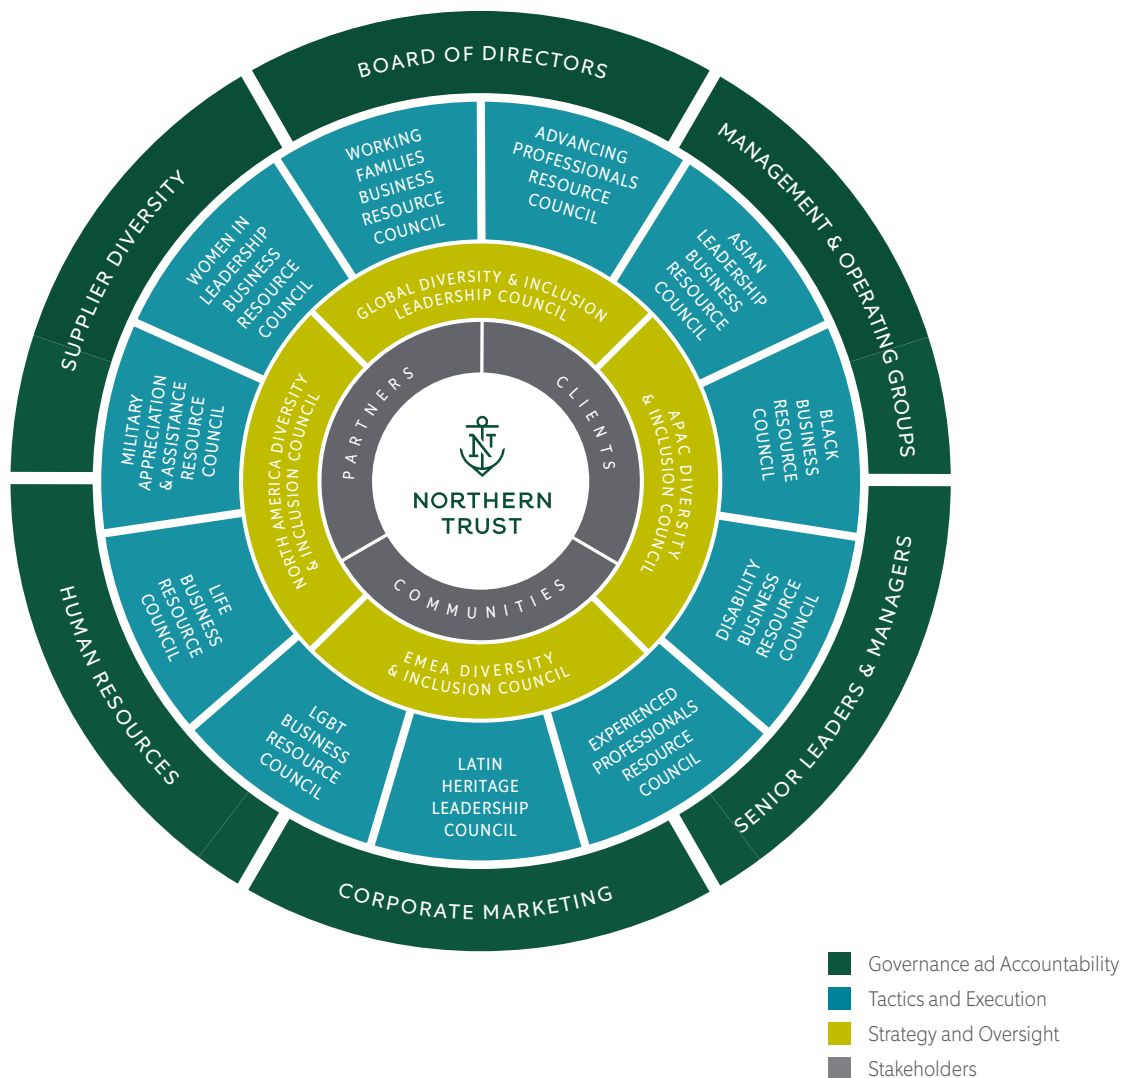 BOARD OF DIRECTORS
MANAGEMENT & OPERATING GROUPS
SENIOR LEADERS & MANAGERS
CORPORATE MARKETING
HUMAN RESOURCES
SUPPLIER DIVERSITY
WORKING
FAMILIES
BUSINESS
RESOURCE
COUNCIL
ADVANCING
PROFESSIONALS
RESOURCE
COUNCIL
ASIAN
LEADERSHIP
BUSINESS
RESOURCE
COUNCIL
BLACK
BUSINESS
RESOURCE
COUNCIL
DISABILITY
BUSINESS
RESOURCE
COUNCIL
EXPERIENCED
PROFESSIONALS
RESOURCE
COUNCIL
LATIN
HERITAGE
LEADERSHIP
COUNCIL
LGBT
BUSINESS
RESOURCE
COUNCIL
LIFE
BUSINESS
RESOURCE
COUNCIL
MILITARY
APPRECIATION
& ASSISTANCE
RESOURCE
COUNCIL
WOMEN IN
LEADERSHIP
BUSINESS
RESOURCE
COUNCIL
GLOBAL DIVERSITY & INCLUSION
LEADERSHIP COUNCIL
APAC DIVERSITY
& INCLUSION COUNCIL
EMEA DIVERSITY
& INCLUSION COUNCIL
NORTH AMERICA DIVERSITY
& INCLUSION COUNCIL
PARTNERS
CLIENTS
COMMUNITIES
NORTHERN
TRUST
Governance ad Accountability
Tactics and Execution
Strategy and Oversight
Stakeholders